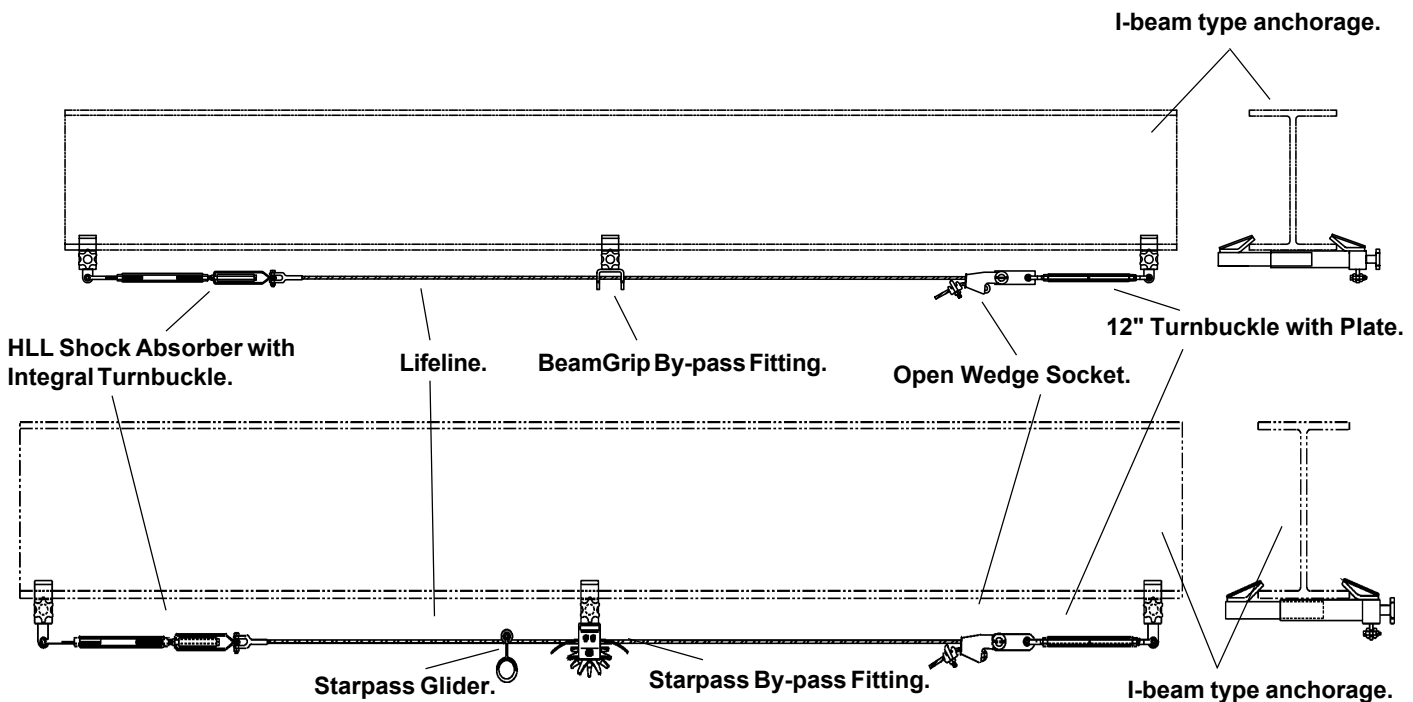 I-beam type anchorage.
HLL Shock Absorber with
Integral Turnbuckle.
Lifeline.
BeamGrip By-pass Fitting.
Open Wedge Socket.
12" Turnbuckle with Plate.
Starpass Glider.
Starpass By-pass Fitting.
I-beam type anchorage.